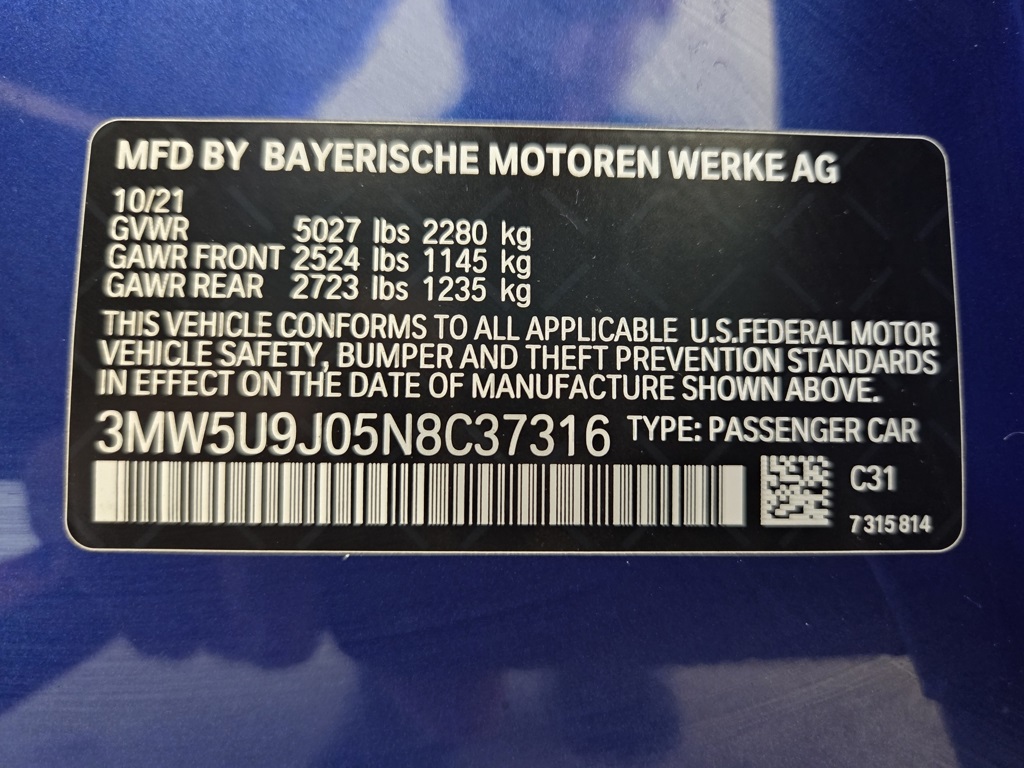 MFD BY BAYERISCHE MOTOREN WERKE AG
10/21
GVWR 5027 lbs 2280 kg
GAWR FRONT 2524 lbs 1145 kg
GAWR REAR 2723 lbs 1235 kg
THIS VEHICLE CONFORMS TO ALL APPLICABLE U.S.FEDERAL MOTOR
VEHICLE SAFETY, BUMPER AND THEFT PREVENTION STANDARDS
IN EFFECT ON THE DATE OF MANUFACTURE SHOWN ABOVE.
3MW5U9J05N8C37316 TYPE: PASSENGER CAR
C31
7 315 814